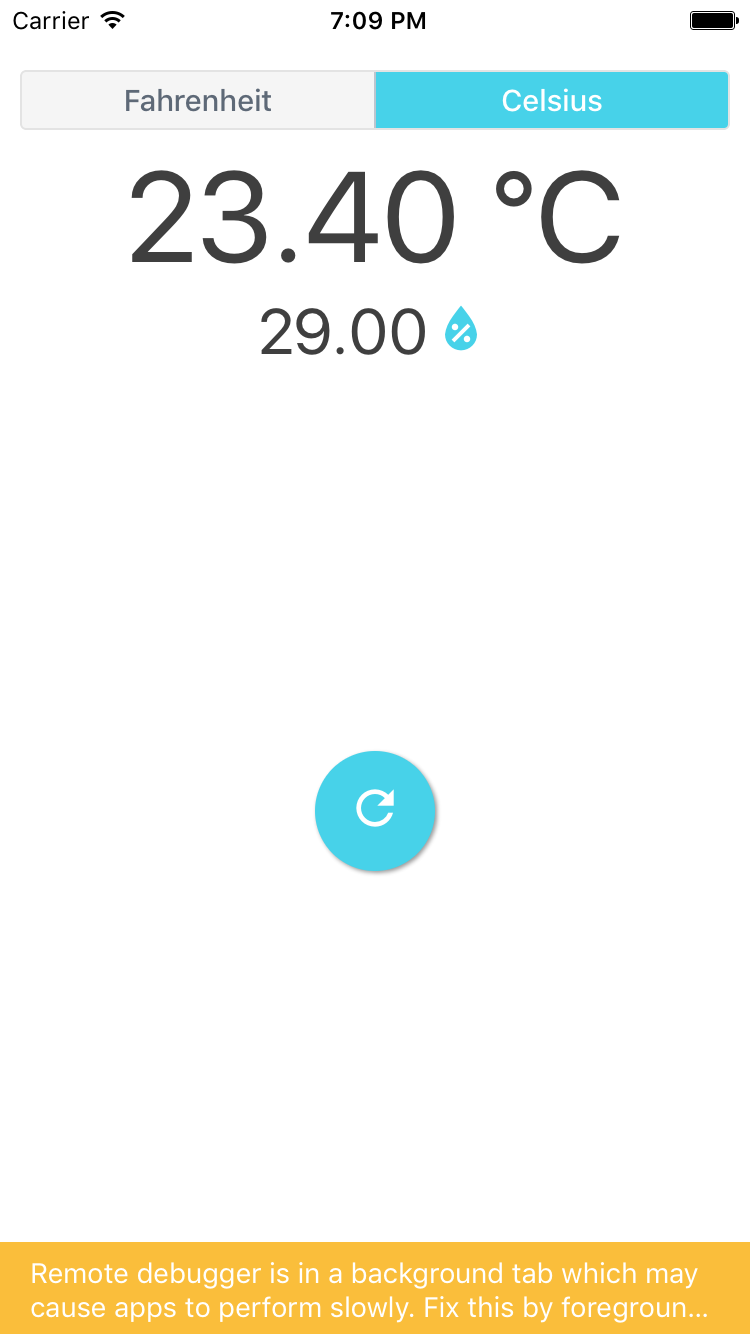 Carrier 7:09 PM
Fahrenheit Celsius
23.40 °C
29.00 %
Remote debugger is in a background tab which may
cause apps to perform slowly. Fix this by foregroun...